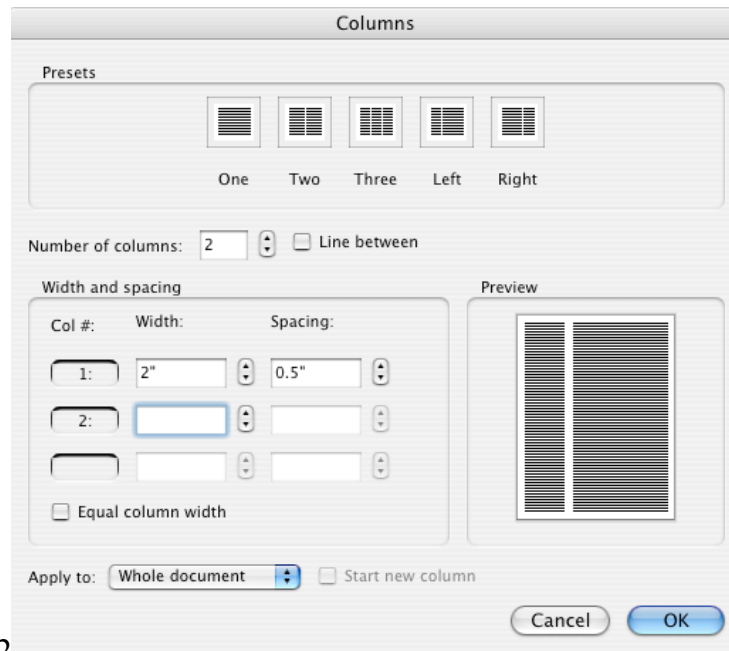 Columns
Presets
One Two Three Left Right
Number of columns: 2 Line between
Width and spacing Preview
Col #: Width: Spacing:
1: 2" 0.5"
2:
Equal column width
Apply to: Whole document Start new column
Cancel OK